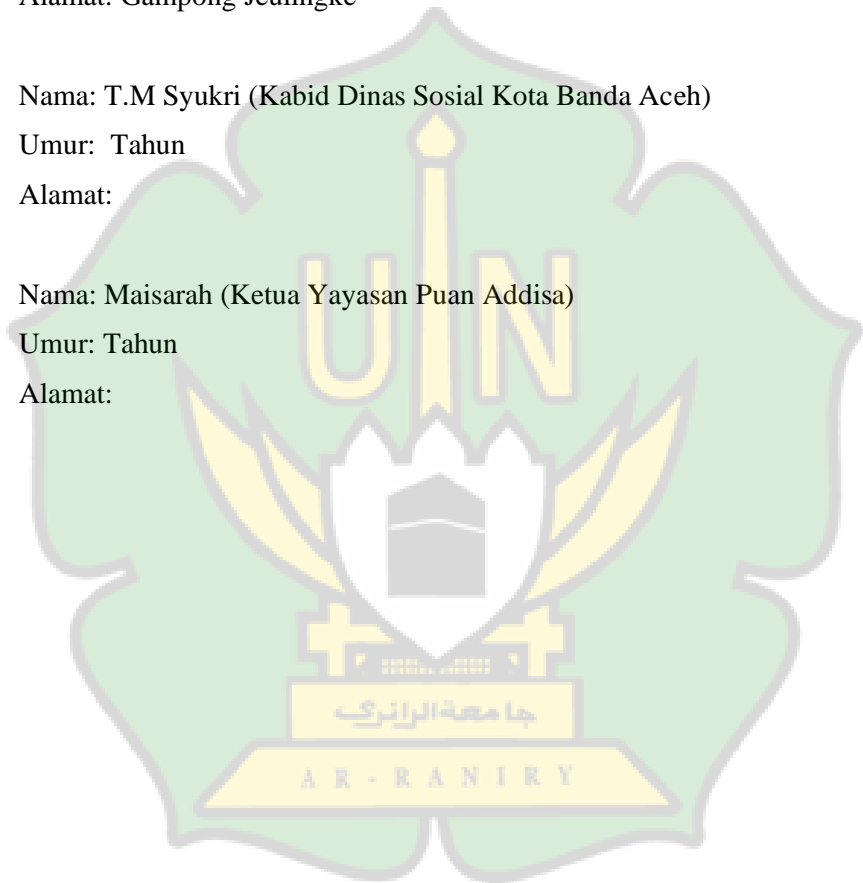 Alamat: Gampong Jeulingke
Nama: T.M Syukri (Kabid Dinas Sosial Kota Banda Aceh)
Umur:  Tahun
Alamat:
Nama: Maisarah (Ketua Yayasan Puan Addisa)
Umur: Tahun
Alamat:
UIN
جامعة الرانري
AR-RANIRY